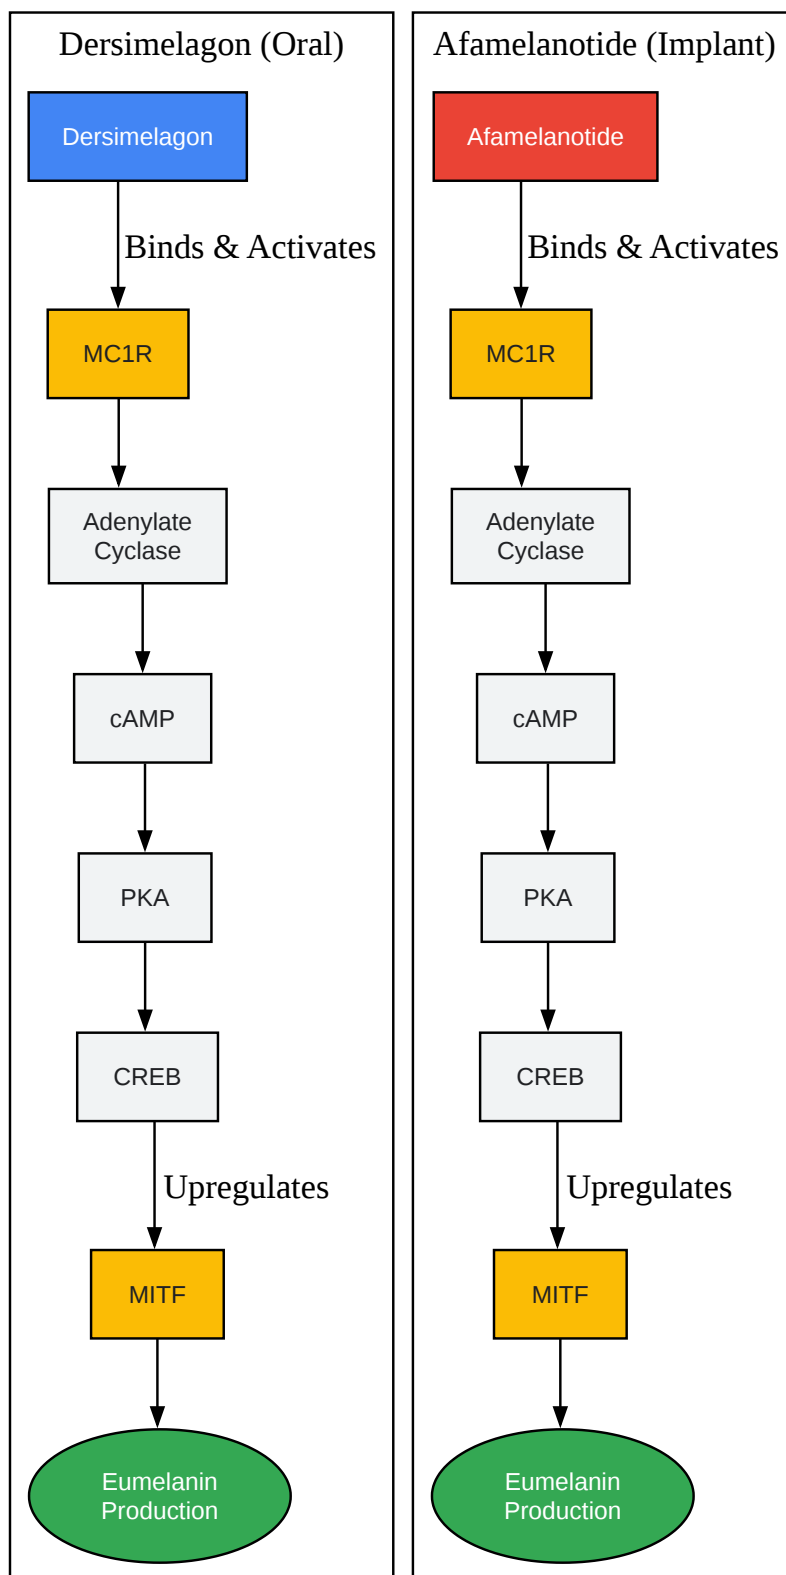 Dersimelagon (Oral)
Dersimelagon
Binds & Activates
MC1R
Adenylate
Cyclase
cAMP
PKA
CREB
Upregulates
MITF
Eumelanin
Production
Afamelanotide (Implant)
Afamelanotide
Binds & Activates
MC1R
Adenylate
Cyclase
cAMP
PKA
CREB
Upregulates
MITF
Eumelanin
Production